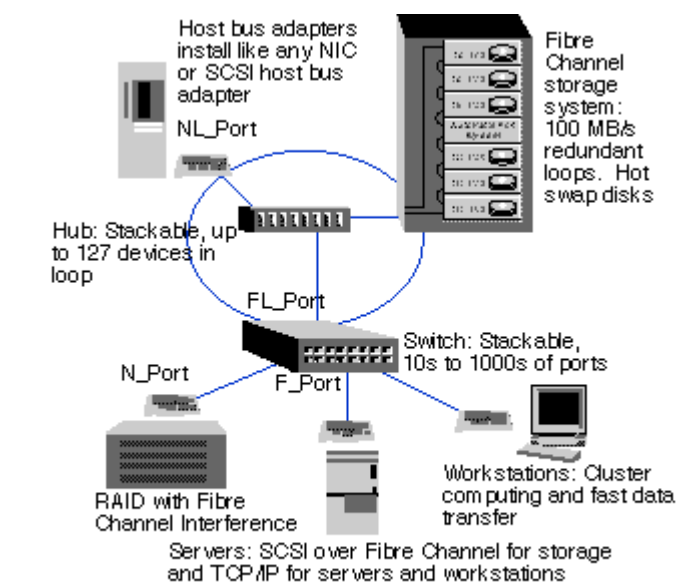 Host bus adapters
install like any NIC
or SCSI host bus
adapter
NL_Port
Fibre
Channel
storage
system:
100 MB/s
redundant
loops. Hot
swap disks
Hub: Stackable, up
to 127 devices in
loop
FL_Port
Switch: Stackable,
10s to 1000s of ports
N_Port
F_Port
RAID with Fibre
Channel Interference
Workstations: Cluster
computing and fast data
transfer
Servers: SCSI over Fibre Channel for storage
and TCP/IP for servers and workstations